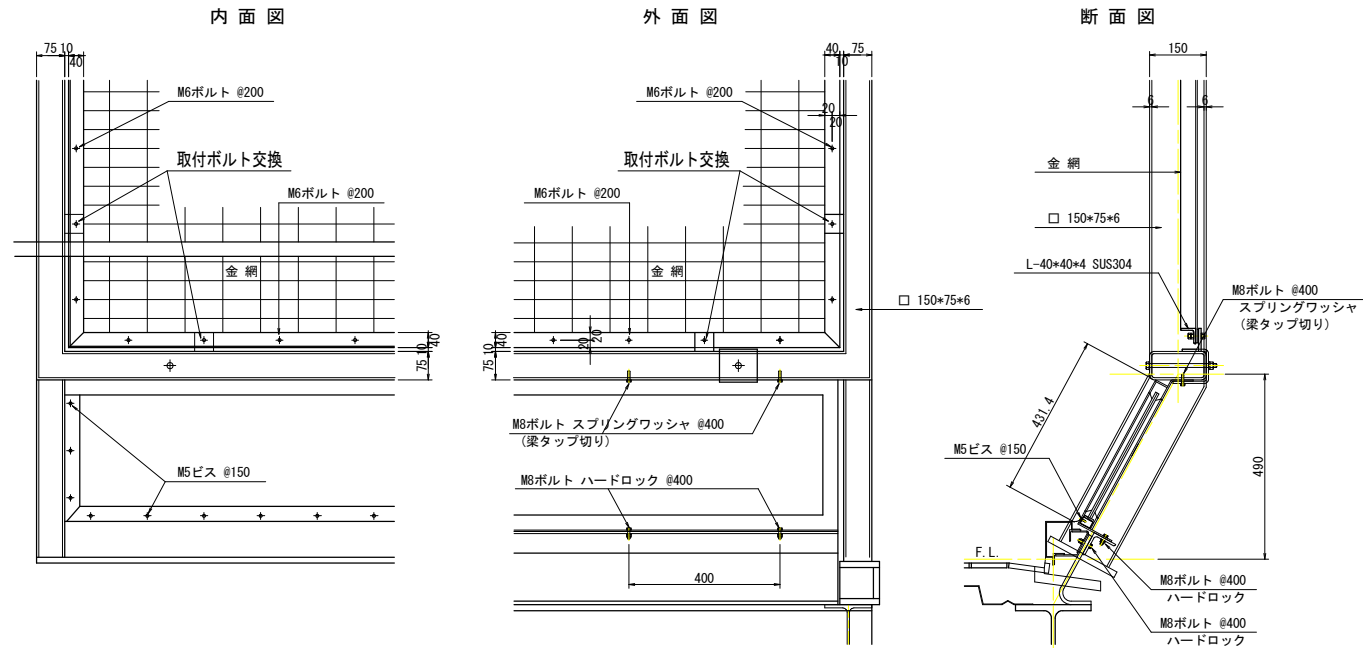 内面図
75
10
40
M6ボルト @200
取付ボルト交換
M6ボルト @200
金 網
40
10
75
M5ビス @150
外面図
40
75
10
M6ボルト @200
20
20
取付ボルト交換
M6ボルト @200
金 網
□ 150*75*6
40
10
75
20
20
M8ボルト スプリングワッシャ @400
(梁タップ切り)
M8ボルト ハードロック @400
400
断面図
150
6
6
金 網
□ 150*75*6
L-40*40*4 SUS304
M8ボルト @400
スプリングワッシャ
(梁タップ切り)
431.4
M5ビス @150
490
F.L.
M8ボルト @400
ハードロック
M8ボルト @400
ハードロック